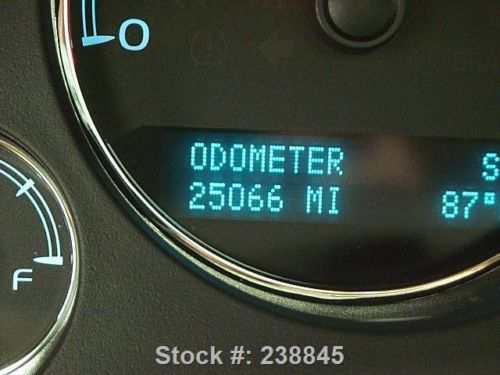 O
ODOMETER S
25066 MI 87°
F
Stock #: 238845